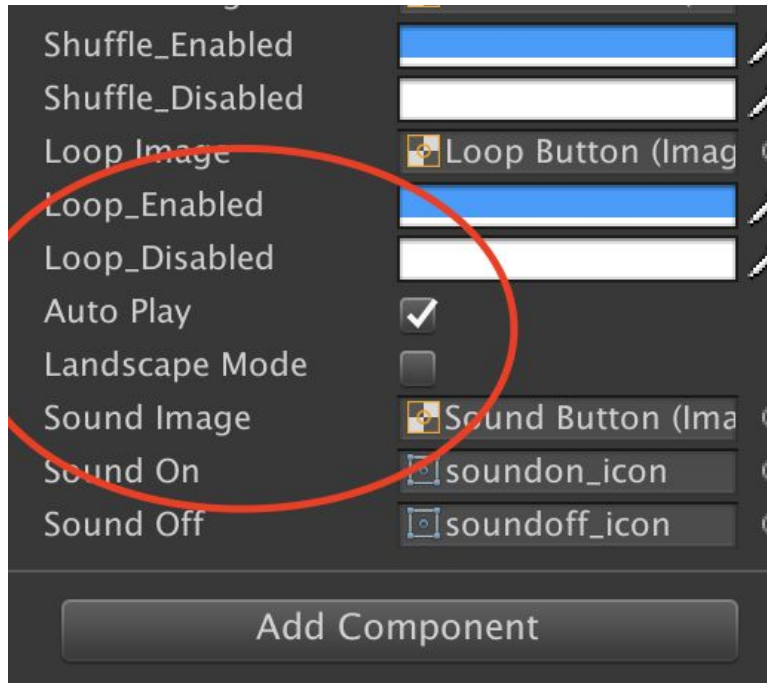 Shuffle_Enabled
Shuffle_Disabled
Loop Image Loop Button (Imag
Loop_Enabled
Loop_Disabled
Auto Play
Landscape Mode
Sound Image Sound Button (Ima
Sound On soundon_icon
Sound Off soundoff_icon
Add Component